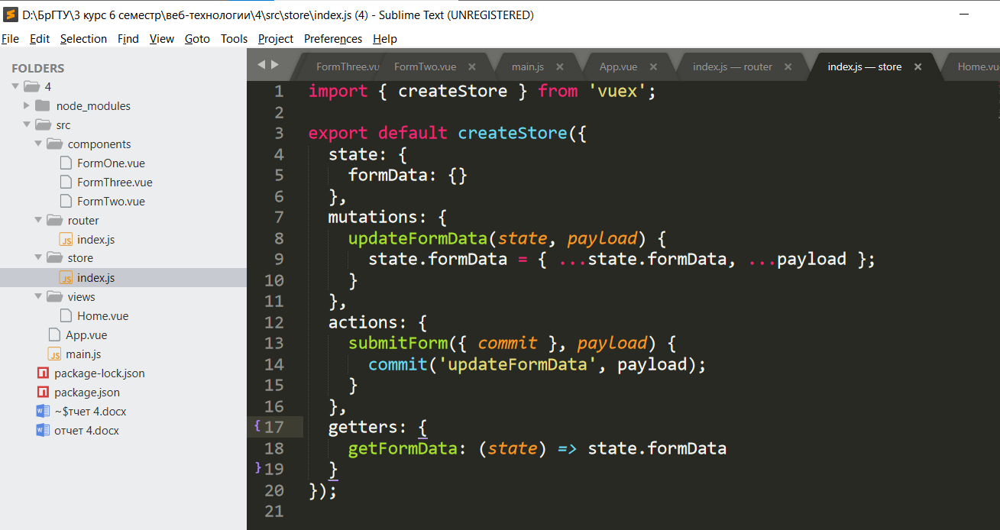 D:\БрГТУ\3 курс 6 семестр\веб-технологии\4\src\store\index.js (4) - Sublime Text (UNREGISTERED)
File Edit Selection Find View Goto Tools Project Preferences Help
FOLDERS
4
node_modules
src
components
FormOne.vue
FormThree.vue
FormTwo.vue
router
index.js
store
index.js
views
Home.vue
App.vue
main.js
package-lock.json
package.json
~$тчет 4.docx
отчет 4.docx
FormThree.vu FormTwo.vue main.js App.vue index.js — router index.js — store Home.vu
1 import { createStore } from 'vuex';
2
3 export default createStore({
4 state: {
5 formData: {}
6 },
7 mutations: {
8 updateFormData(state, payload) {
9 state.formData = { ...state.formData, ...payload };
10 }
11 },
12 actions: {
13 submitForm({ commit }, payload) {
14 commit('updateFormData', payload);
15 }
16 },
17 getters: {
18 getFormData: (state) => state.formData
19 }
20 });
21